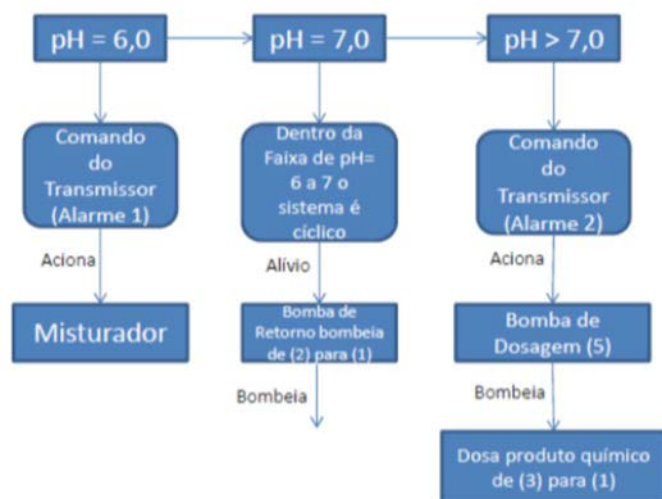 pH = 6,0
pH = 7,0
pH > 7,0
Comando
do
Transmissor
(Alarme 1)
Dentro da
Faixa de pH=
6 a 7 o
sistema é
cíclico
Comando
do
Transmissor
(Alarme 2)
Aciona
Alívio
Aciona
Misturador
Bomba de
Retorno bombeia
de (2) para (1)
Bomba de
Dosagem (5)
Bombeia
Bombeia
Dosa produto químico
de (3) para (1)